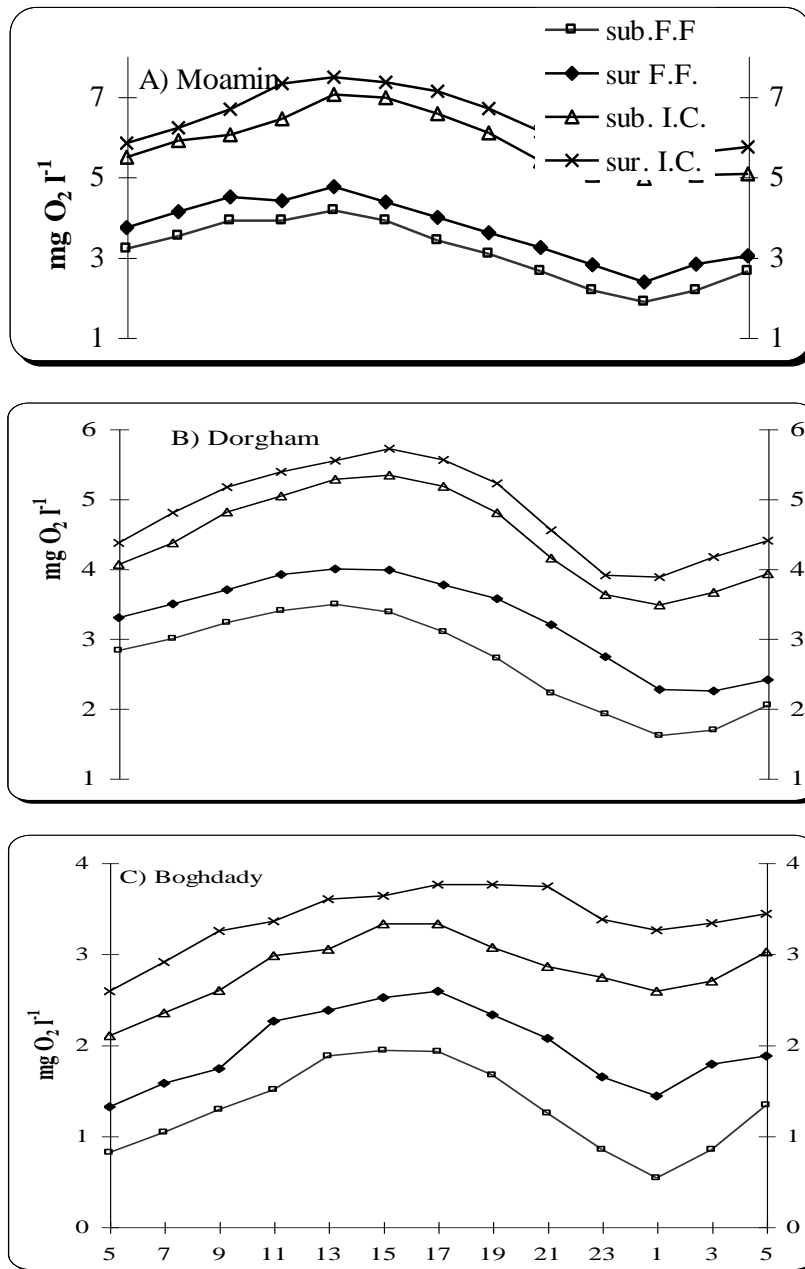 sub.F.F
A) Moamin
sur F.F.
sub. I.C.
sur. I.C.
7
7
5
5
3
3
1
1
mg O₂ l⁻¹
B) Dorgham
6
6
5
5
4
4
3
3
2
2
1
1
mg O₂ l⁻¹
C) Boghdady
4
4
3
3
2
2
1
1
0
0
mg O₂ l⁻¹
5 7 9 11 13 15 17 19 21 23 1 3 5